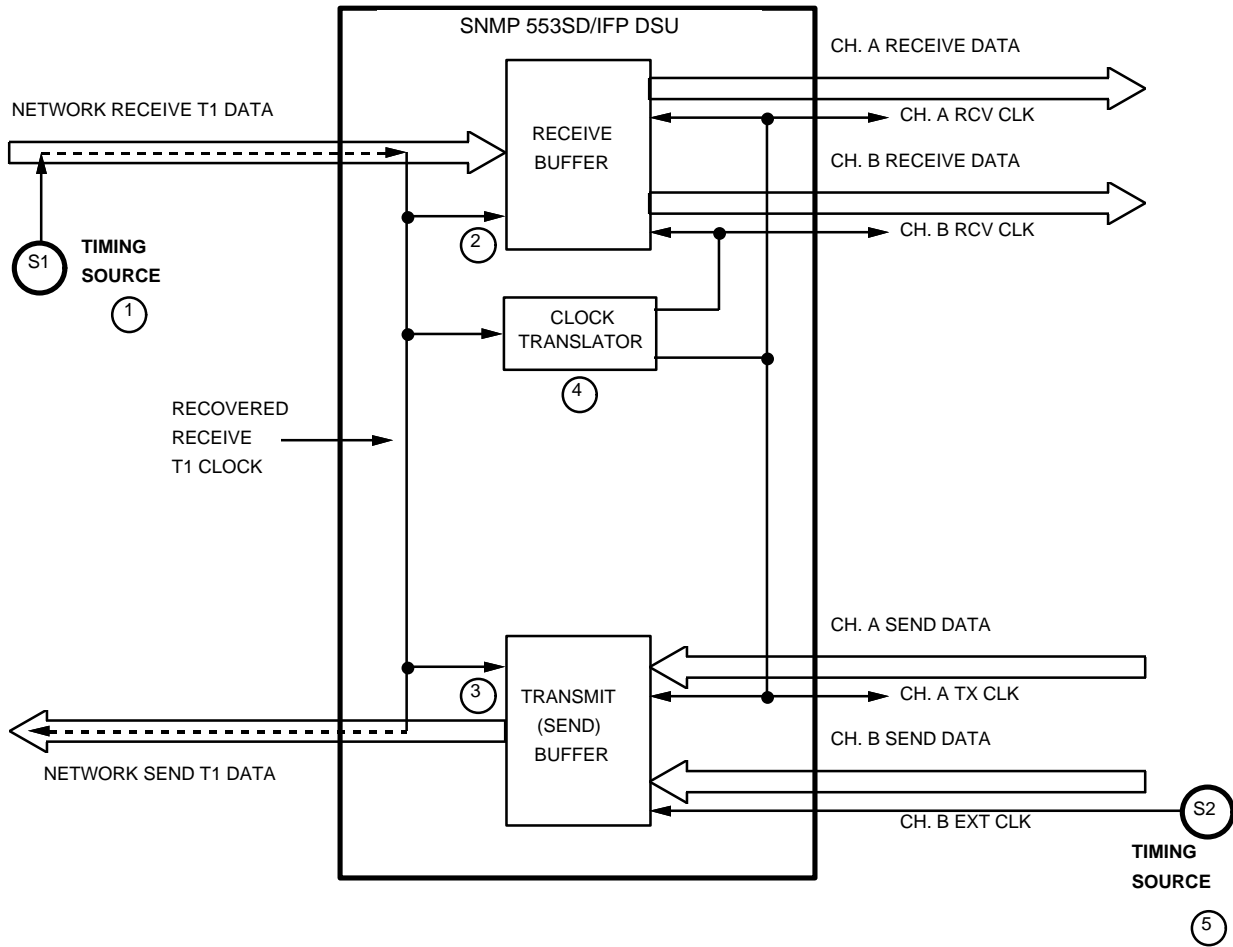 SNMP 553SD/IFP DSU
CH. A RECEIVE DATA
NETWORK RECEIVE T1 DATA
RECEIVE
BUFFER
CH. A RCV CLK
CH. B RECEIVE DATA
CH. B RCV CLK
2
S1
TIMING
SOURCE
1
CLOCK
TRANSLATOR
4
RECOVERED
RECEIVE
T1 CLOCK
CH. A SEND DATA
3
TRANSMIT
(SEND)
BUFFER
CH. A TX CLK
CH. B SEND DATA
NETWORK SEND T1 DATA
CH. B EXT CLK
S2
TIMING
SOURCE
5